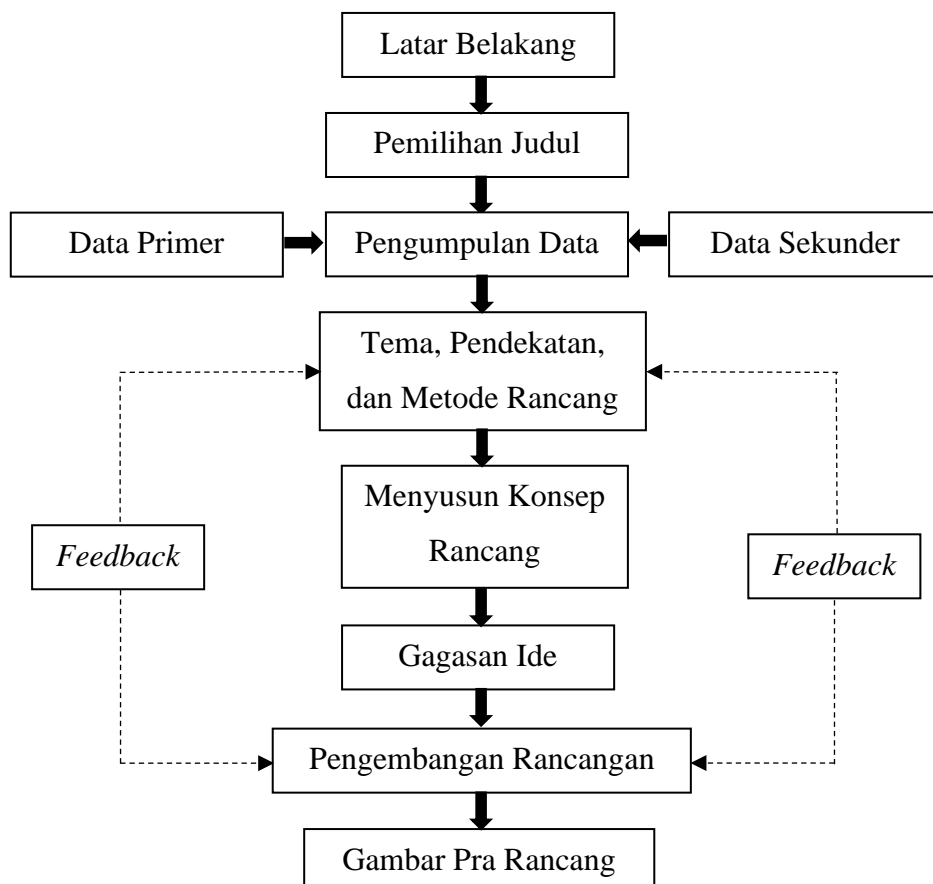 Latar Belakang
Pemilihan Judul
Data Primer
Pengumpulan Data
Data Sekunder
Tema, Pendekatan,
dan Metode Rancang
Menyusun Konsep
Rancang
Feedback
Feedback
Gagasan Ide
Pengembangan Rancangan
Gambar Pra Rancang